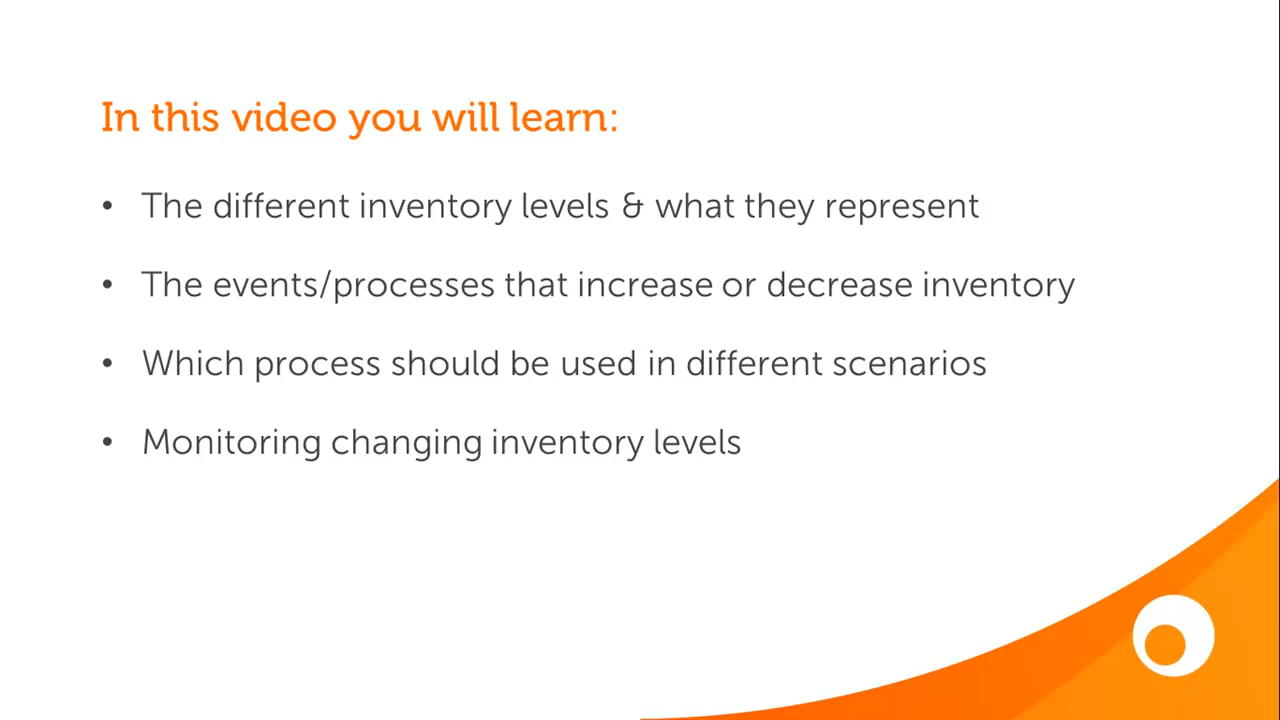 In this video you will learn:
• The different inventory levels & what they represent
• The events/processes that increase or decrease inventory
• Which process should be used in different scenarios
• Monitoring changing inventory levels